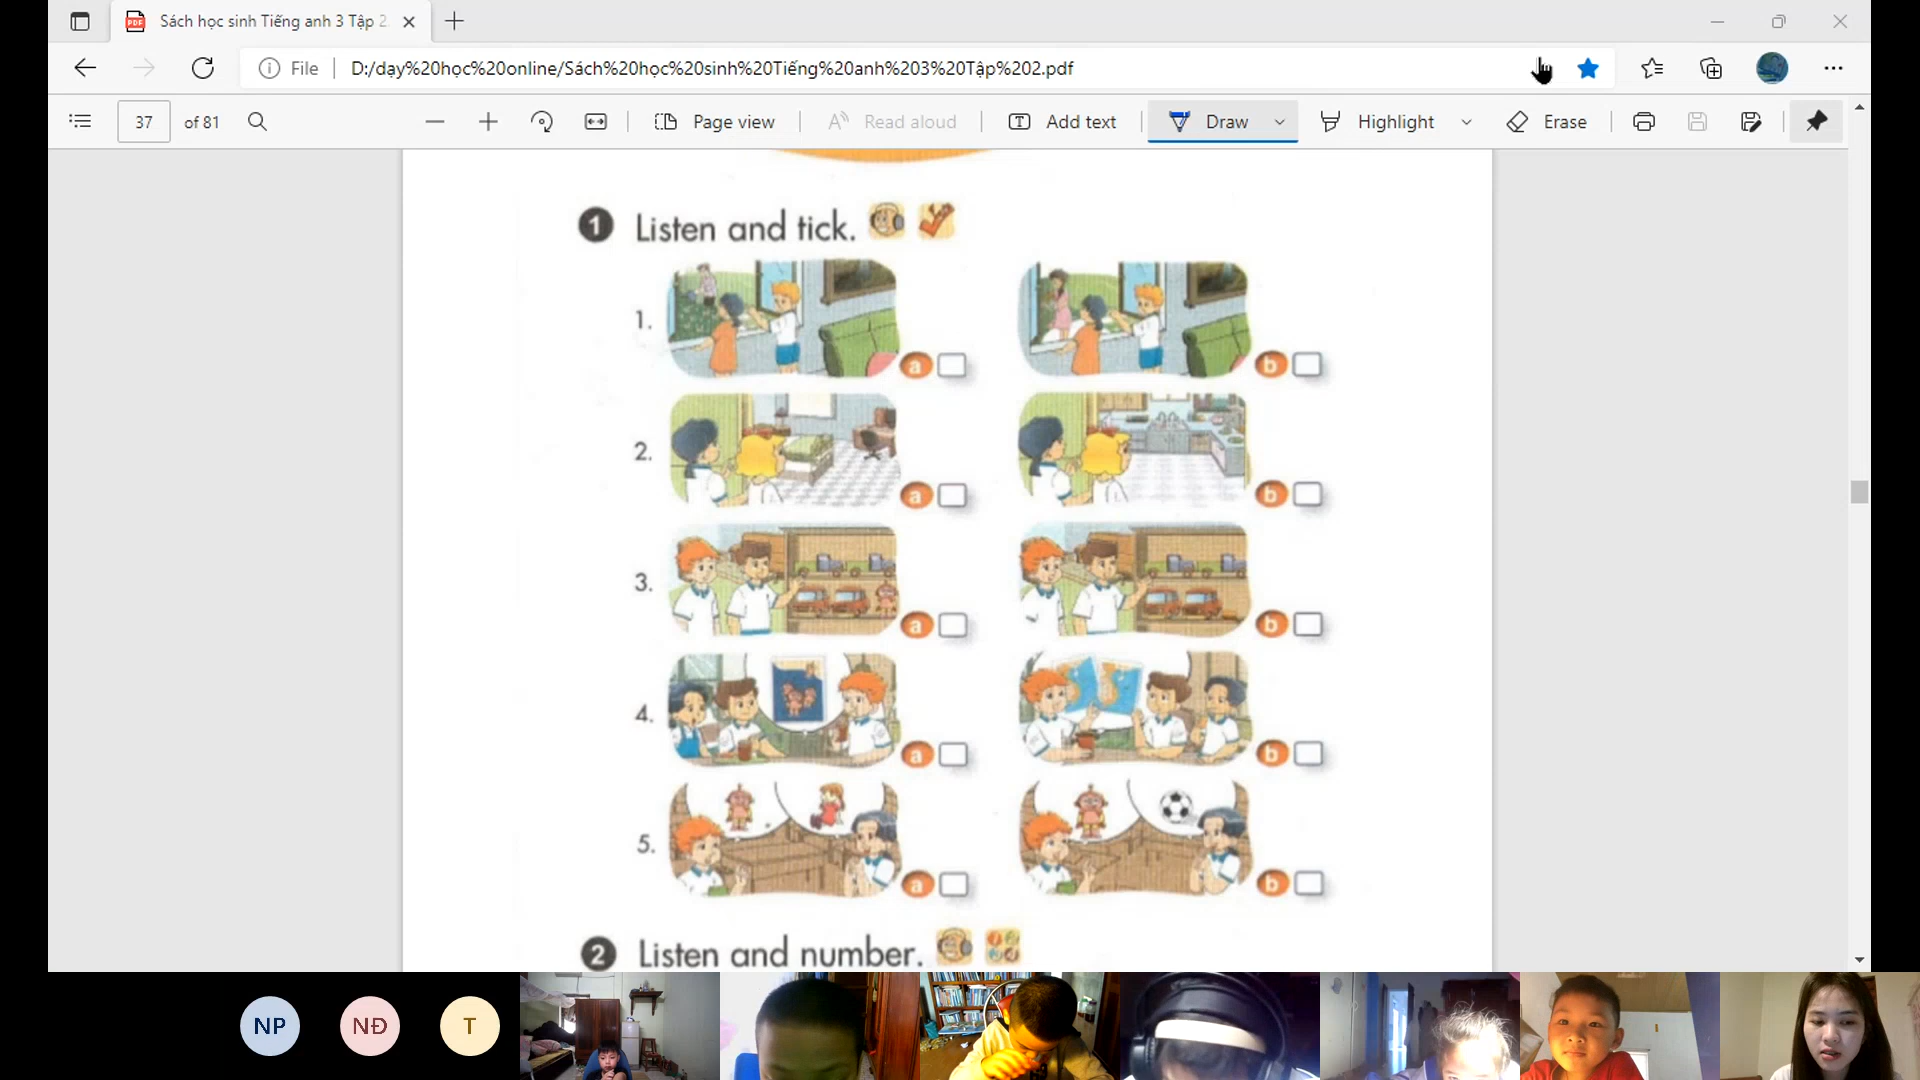 Sách học sinh Tiếng anh 3 Tập 2
File
D:/dạy%20học%20online/Sách%20học%20sinh%20Tiếng%20anh%203%20Tập%202.pdf
37 of 81
Page view
Read aloud
Add text
Draw
Highlight
Erase
1 Listen and tick.
1.
a
b
2.
a
b
3.
a
b
4.
a
b
5.
a
b
2 Listen and number.
NP
NĐ
T